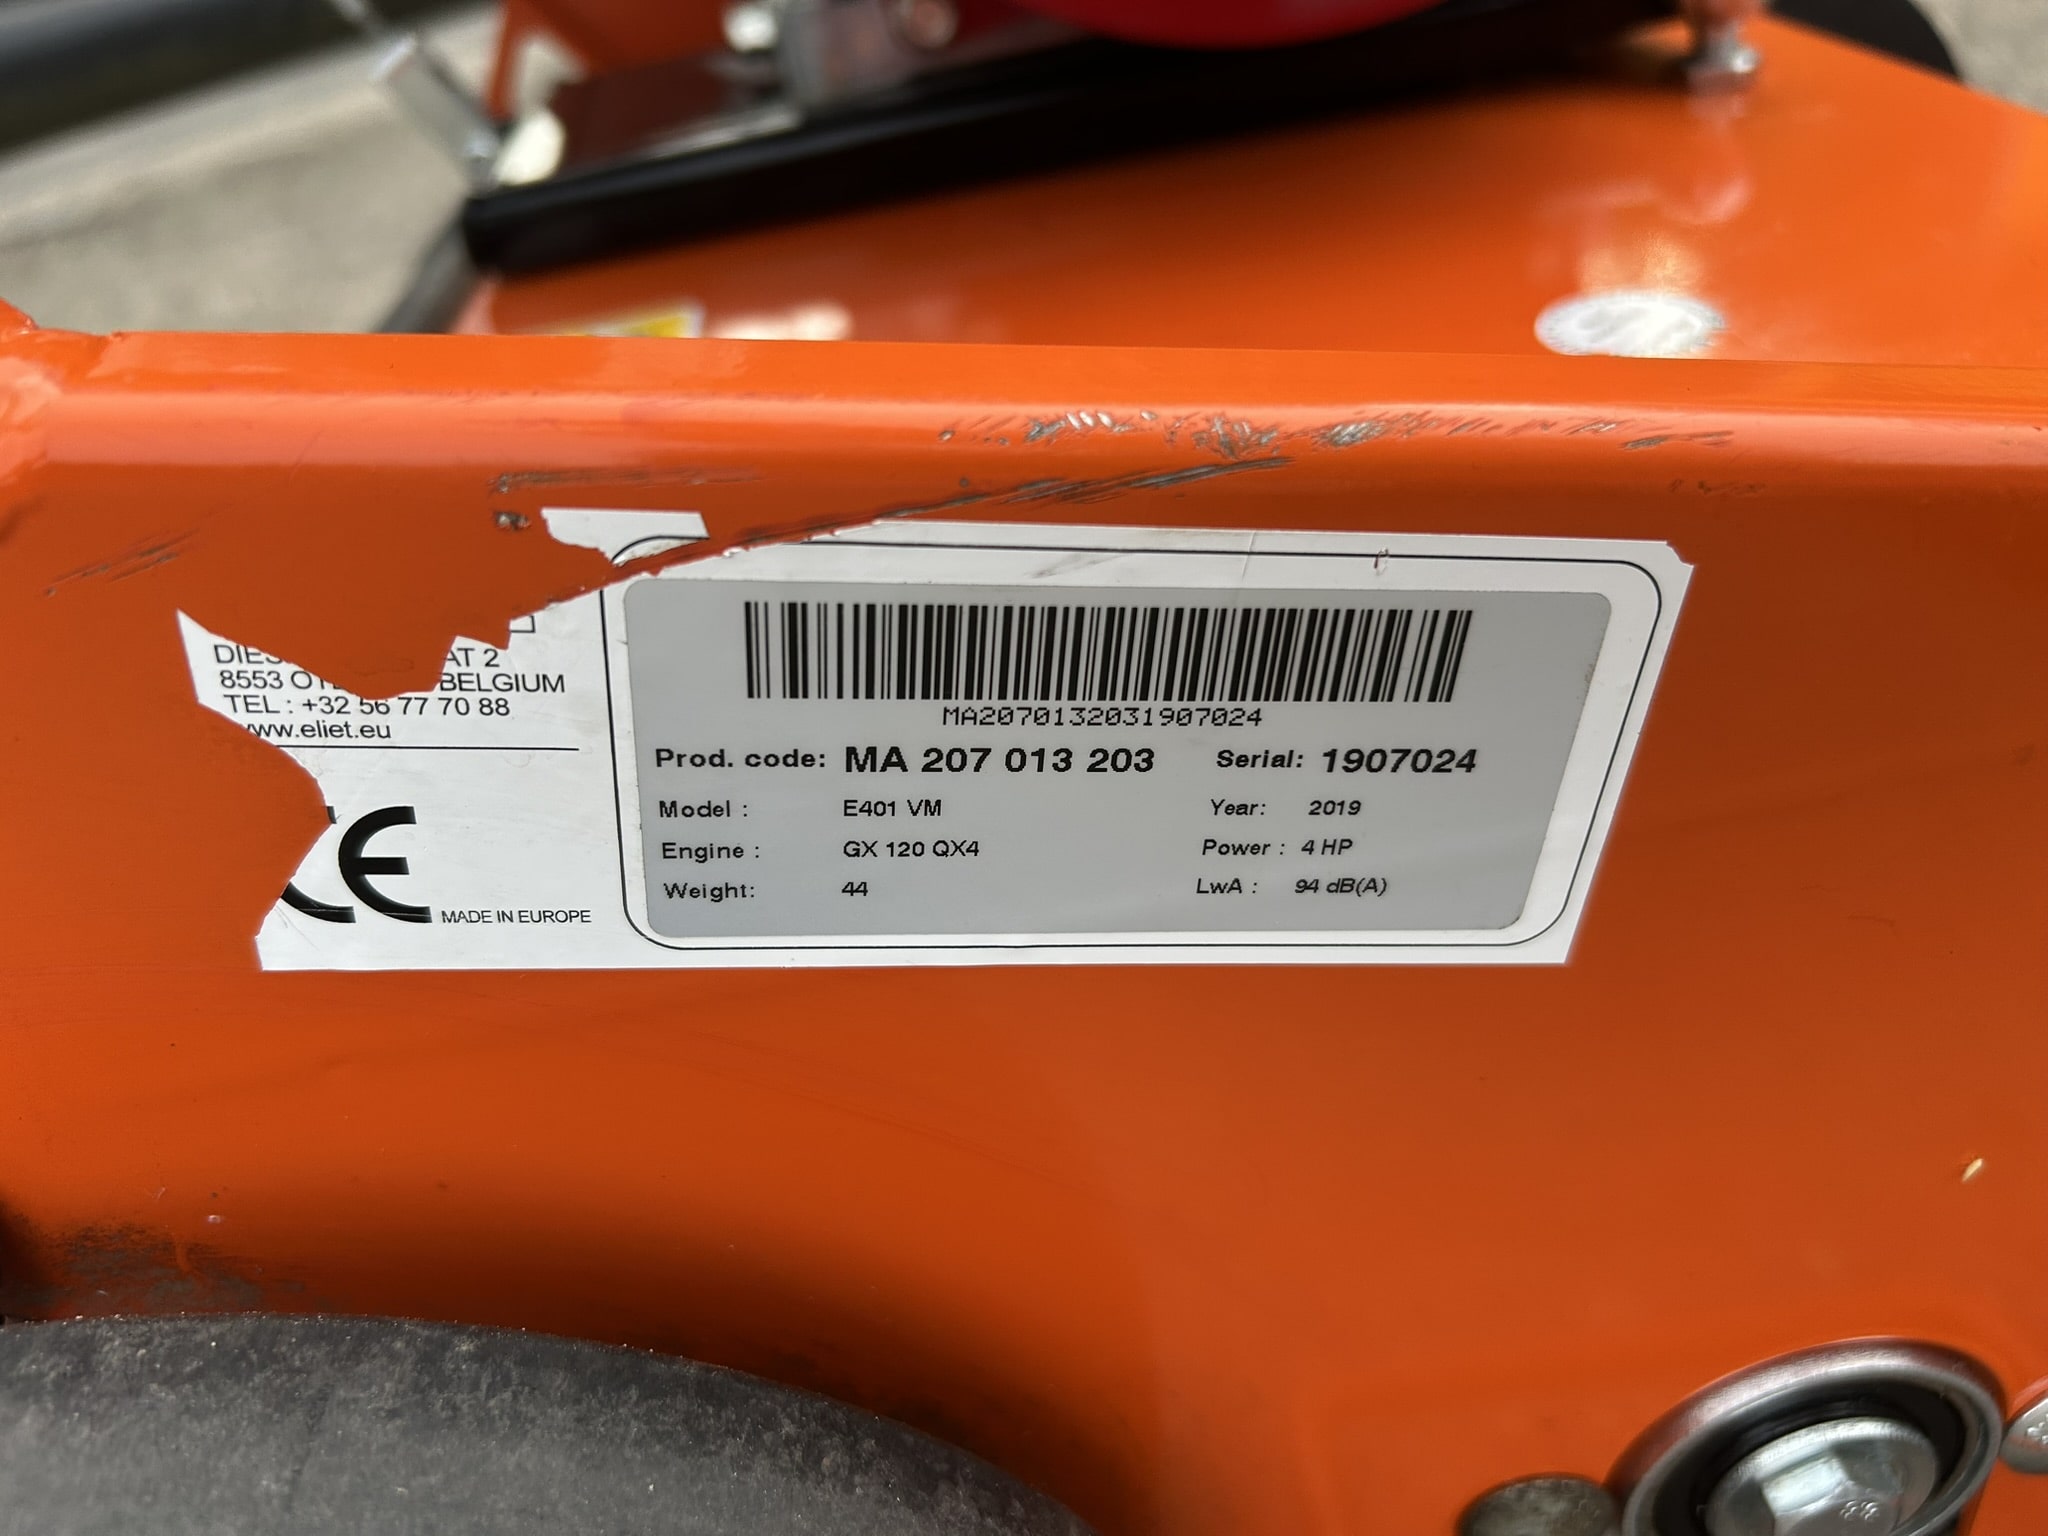 AT 2
8553 BELGIUM
TEL : +32 56 77 70 88
www.eliet.eu
CE MADE IN EUROPE
MA2070132031907024
Prod. code: MA 207 013 203 Serial: 1907024
Model : E401 VM Year: 2019
Engine : GX 120 QX4 Power : 4 HP
Weight: 44 LwA : 94 dB(A)